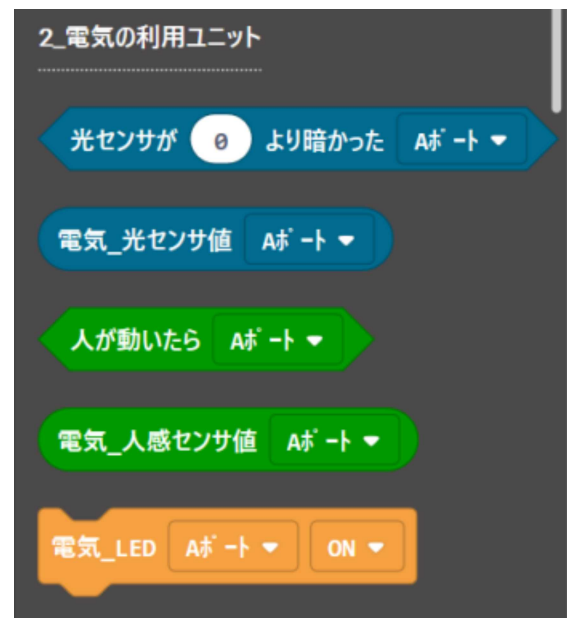 2_電気の利用ユニット
光センサが 0 より暗かった Aﾎﾟｰﾄ
電気_光センサ値 Aﾎﾟｰﾄ
人が動いたら Aﾎﾟｰﾄ
電気_人感センサ値 Aﾎﾟｰﾄ
電気_LED Aﾎﾟｰﾄ ON